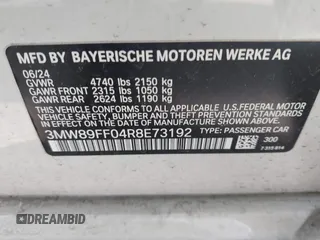 MFD BY BAYERISCHE MOTOREN WERKE AG
06/24
GVWR 4740 lbs 2150 kg
GAWR FRONT 2315 lbs 1050 kg
GAWR REAR 2624 lbs 1190 kg
THIS VEHICLE CONFORMS TO ALL APPLICABLE
U.S. FEDERAL MOTOR VEHICLE SAFETY,
BUMPER, AND THEFT PREVENTION STANDARDS
IN EFFECT ON THE DATE OF MANUFACTURE SHOWN ABOVE.
3MW89FF04R8E73192 TYPE: PASSENGER CAR
300
DREAMBID
DREAMBID.COM